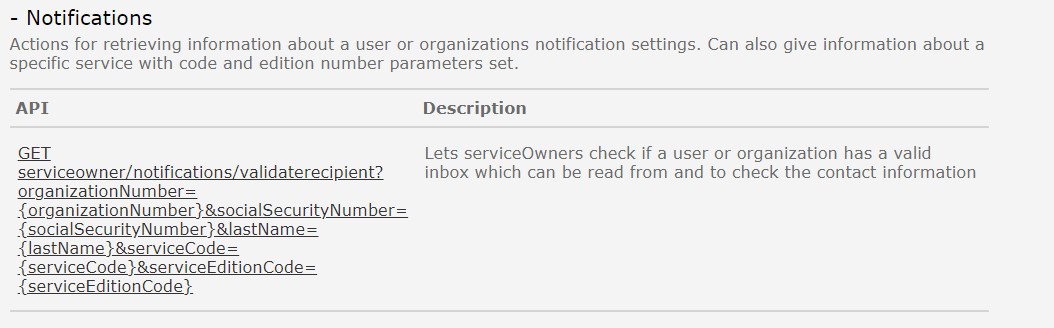 - Notifications
Actions for retrieving information about a user or organizations notification settings. Can also give information about a
specific service with code and edition number parameters set.
API Description
GET
serviceowner/notifications/validaterecipient?
organizationNumber=
{organizationNumber}&socialSecurityNumber=
{socialSecurityNumber}&lastName=
{lastName}&serviceCode=
{serviceCode}&serviceEditionCode=
{serviceEditionCode}
Lets serviceOwners check if a user or organization has a valid
inbox which can be read from and to check the contact information